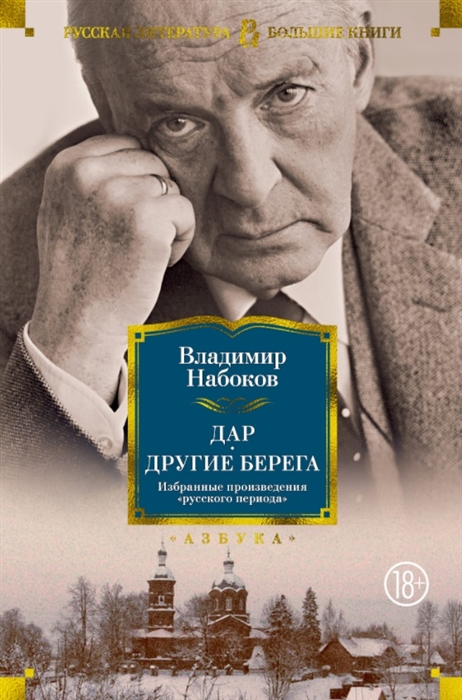 РУССКАЯ ЛИТЕРАТУРА Б БОЛЬШИЕ КНИГИ
Владимир
Набоков
ДАР
·
ДРУГИЕ БЕРЕГА
Избранные произведения
«русского периода»
«АЗБУКА»
18+